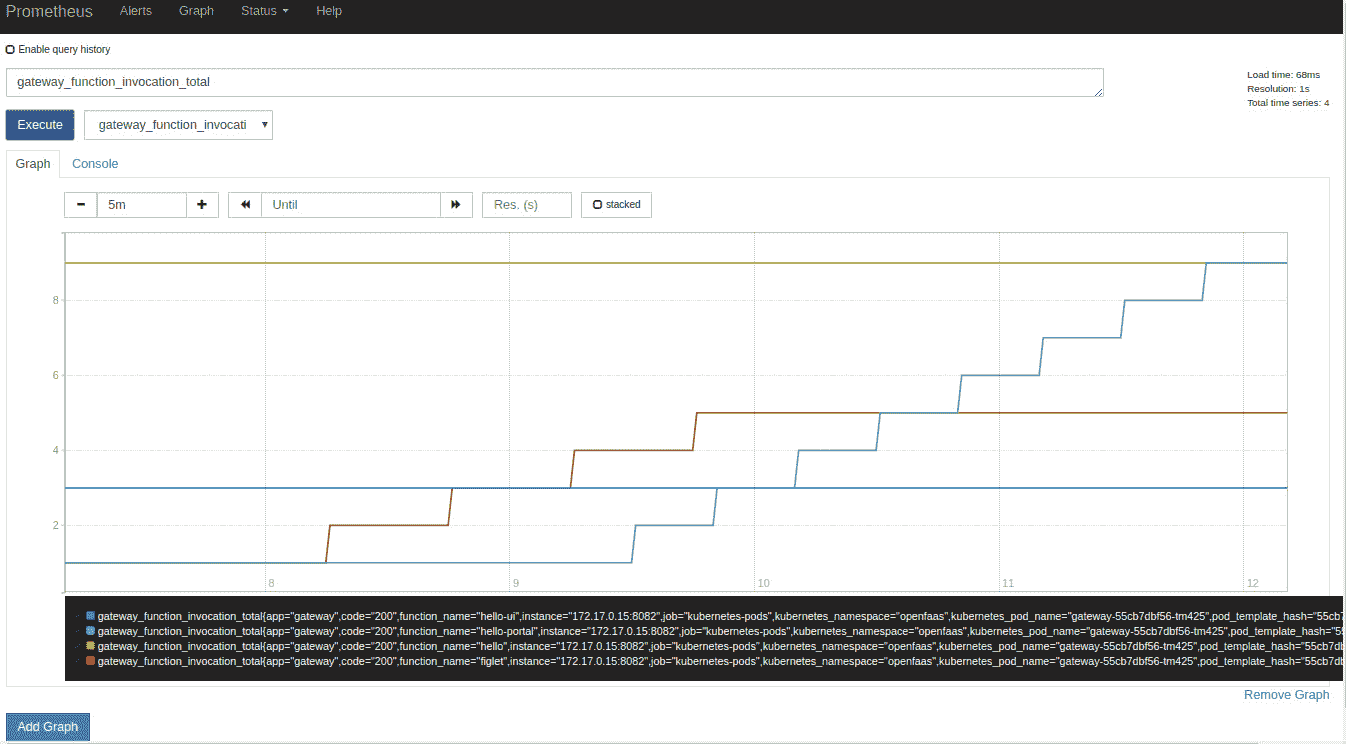 Prometheus Alerts Graph Status Help
Enable query history
gateway_function_invocation_total
Load time: 68ms
Resolution: 1s
Total time series: 4
Execute gateway_function_invocati
Graph Console
5m Until Res. (s) stacked
8
6
4
2
8 9 10 11 12
gateway_function_invocation_total{app="gateway",code="200",function_name="hello-ui",instance="172.17.0.15:8082",job="kubernetes-pods",kubernetes_namespace="openfaas",kubernetes_pod_name="gateway-55cb7dbf56-tm425",pod_template_hash="55cb7
gateway_function_invocation_total{app="gateway",code="200",function_name="hello-portal",instance="172.17.0.15:8082",job="kubernetes-pods",kubernetes_namespace="openfaas",kubernetes_pod_name="gateway-55cb7dbf56-tm425",pod_template_hash="55
gateway_function_invocation_total{app="gateway",code="200",function_name="hello",instance="172.17.0.15:8082",job="kubernetes-pods",kubernetes_namespace="openfaas",kubernetes_pod_name="gateway-55cb7dbf56-tm425",pod_template_hash="55cb7db
gateway_function_invocation_total{app="gateway",code="200",function_name="figlet",instance="172.17.0.15:8082",job="kubernetes-pods",kubernetes_namespace="openfaas",kubernetes_pod_name="gateway-55cb7dbf56-tm425",pod_template_hash="55cb7db
Remove Graph
Add Graph